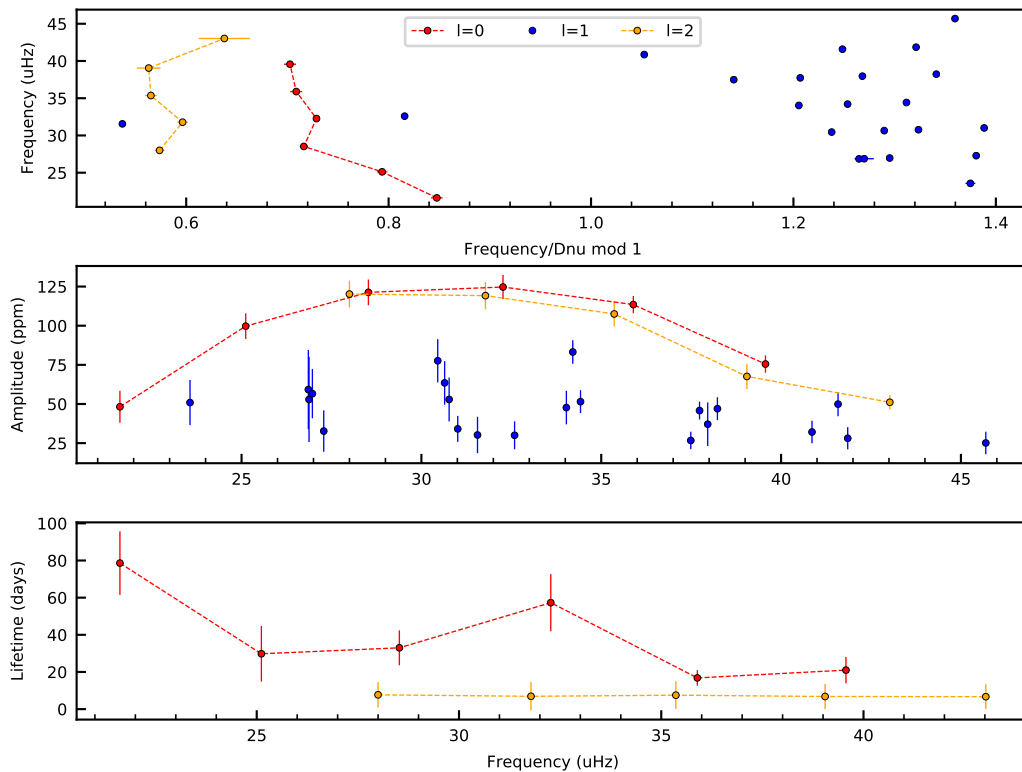 l=0 l=1 l=2
Frequency (uHz)
45
40
35
30
25
0.6 0.8 1.0 1.2 1.4
Frequency/Dnu mod 1
Amplitude (ppm)
125
100
75
50
25
25 30 35 40 45
Lifetime (days)
100
80
60
40
20
0
25 30 35 40
Frequency (uHz)